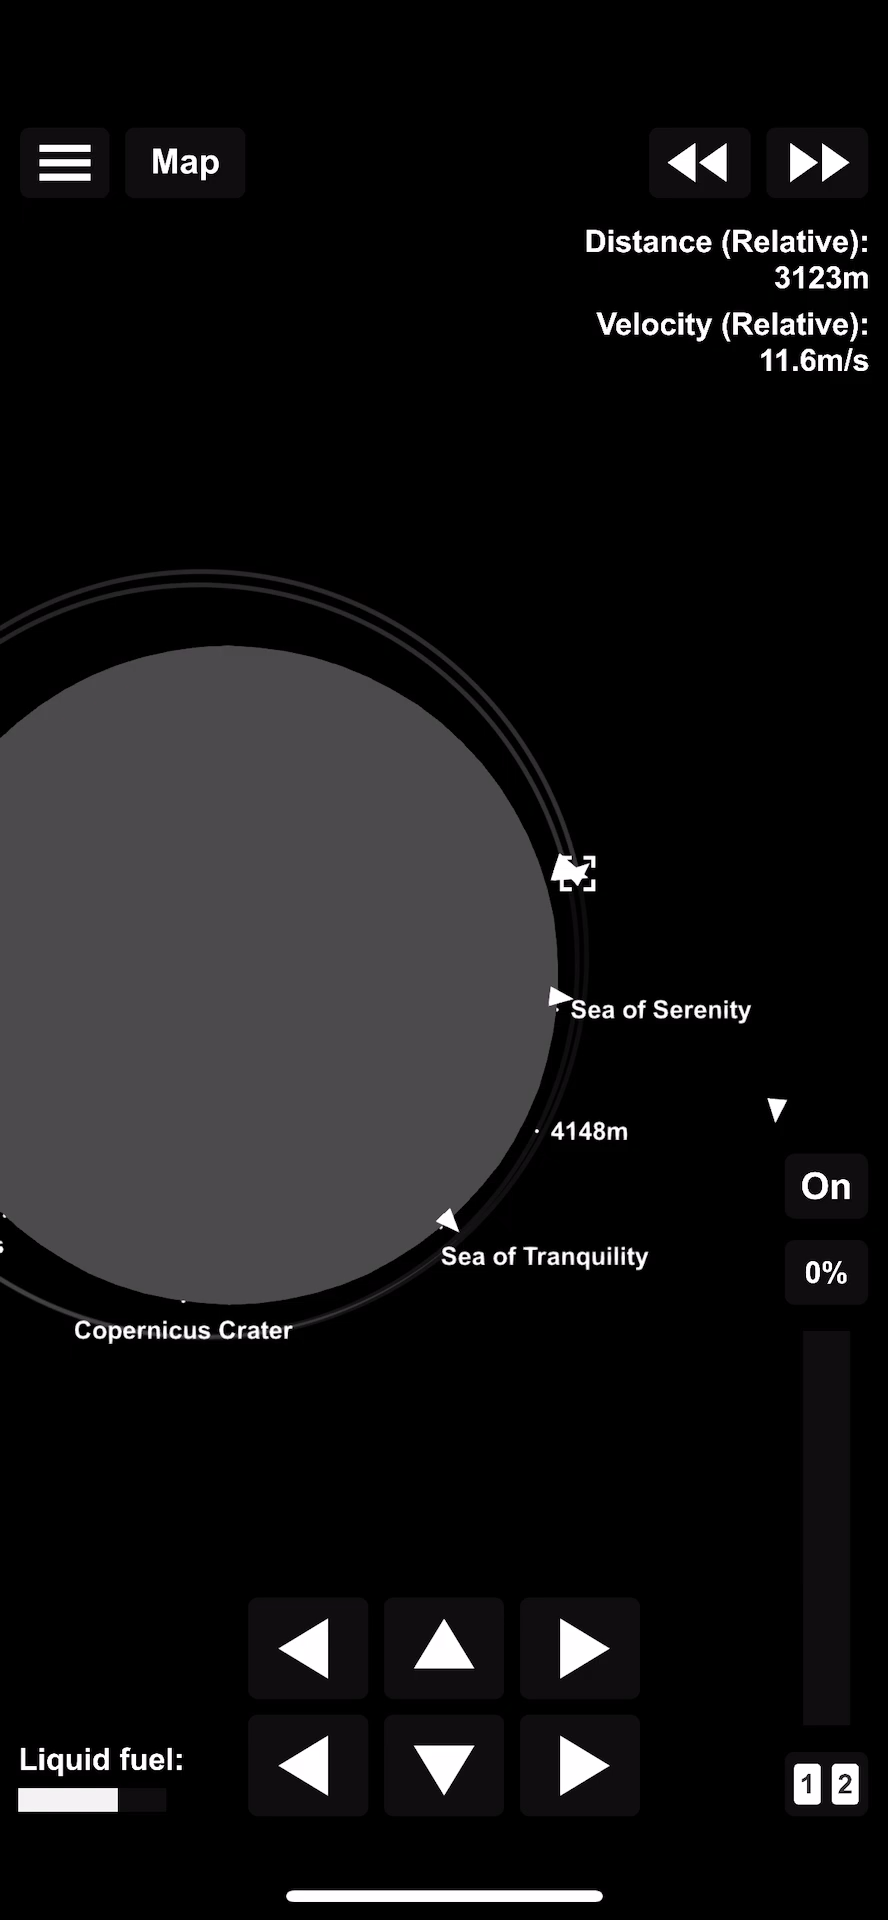 Map
Distance (Relative):
3123m
Velocity (Relative):
11.6m/s
Sea of Serenity
4148m
On
s
Sea of Tranquility
0%
Copernicus Crater
Liquid fuel:
1 2